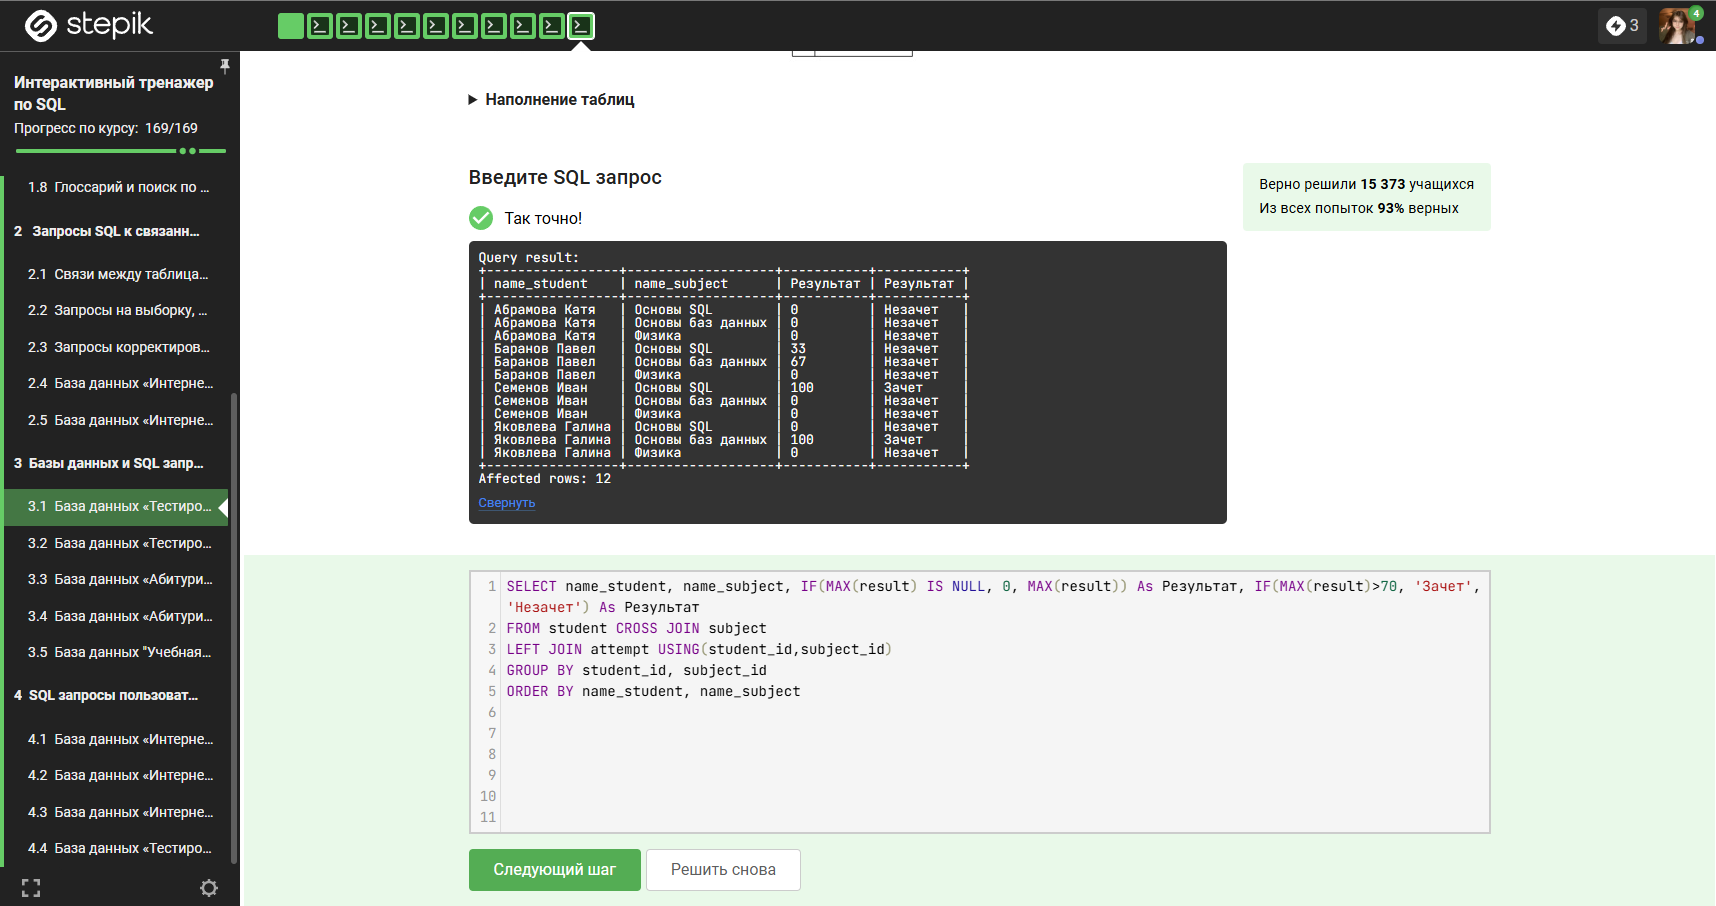 stepik
3
4
Интерактивный тренажер
по SQL
Прогресс по курсу: 169/169
1.8 Глоссарий и поиск по ...
2 Запросы SQL к связанн...
2.1 Связи между таблица...
2.2 Запросы на выборку, ...
2.3 Запросы корректиров...
2.4 База данных «Интерне...
2.5 База данных «Интерне...
3 Базы данных и SQL запр...
3.1 База данных «Тестиро...
3.2 База данных «Тестиро...
3.3 База данных «Абитури...
3.4 База данных «Абитури...
3.5 База данных "Учебная...
4 SQL запросы пользоват...
4.1 База данных «Интерне...
4.2 База данных «Интерне...
4.3 База данных «Интерне...
4.4 База данных «Тестиро...
Наполнение таблиц
Введите SQL запрос
Так точно!
Верно решили 15 373 учащихся
Из всех попыток 93% верных
Query result:
+-----------------+-------------------+-----------+-----------+
| name_student | name_subject | Результат | Результат |
+-----------------+-------------------+-----------+-----------+
| Абрамова Катя | Основы SQL | 0 | Незачет |
| Абрамова Катя | Основы баз данных | 0 | Незачет |
| Абрамова Катя | Физика | 0 | Незачет |
| Баранов Павел | Основы SQL | 33 | Незачет |
| Баранов Павел | Основы баз данных | 67 | Незачет |
| Баранов Павел | Физика | 0 | Незачет |
| Семенов Иван | Основы SQL | 100 | Зачет |
| Семенов Иван | Основы баз данных | 0 | Незачет |
| Семенов Иван | Физика | 0 | Незачет |
| Яковлева Галина | Основы SQL | 0 | Незачет |
| Яковлева Галина | Основы баз данных | 100 | Зачет |
| Яковлева Галина | Физика | 0 | Незачет |
+-----------------+-------------------+-----------+-----------+
Affected rows: 12
Свернуть
1 SELECT name_student, name_subject, IF(MAX(result) IS NULL, 0, MAX(result)) As Результат, IF(MAX(result)>70, 'Зачет',
'Незачет') As Результат
2 FROM student CROSS JOIN subject
3 LEFT JOIN attempt USING(student_id,subject_id)
4 GROUP BY student_id, subject_id
5 ORDER BY name_student, name_subject
6
7
8
9
10
11
Следующий шаг
Решить снова